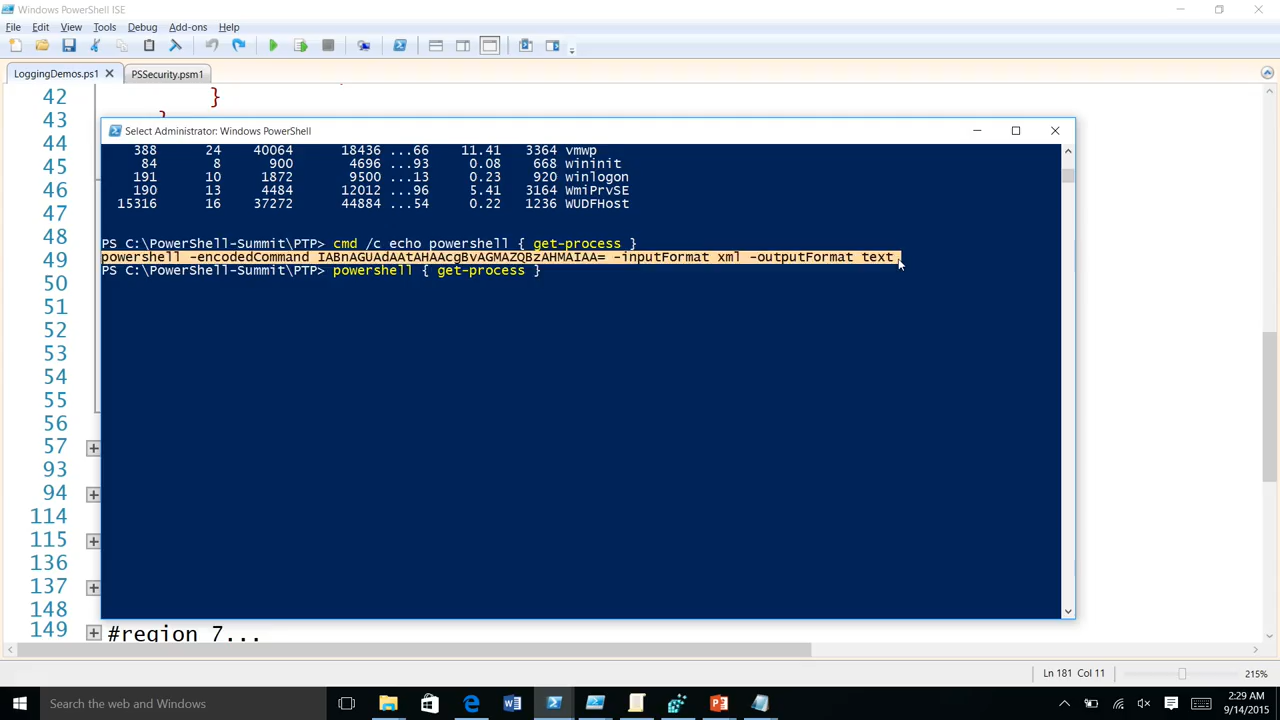 Windows PowerShell ISE
File Edit View Tools Debug Add-ons Help
LoggingDemos.ps1 PSSecurity.psm1
42 }
43 }
44
45
46
47
48
49
50
51
52
53
54
55
56
57
93
94
114
115
136
137
148
149 #region 7...
Select Administrator: Windows PowerShell
388 24 40064 18436 ...66 11.41 3364 vmwp
84 8 900 4696 ...93 0.08 668 wininit
191 10 1872 9500 ...13 0.23 920 winlogon
190 13 4484 12012 ...96 5.41 3164 WmiPrvSE
15316 16 37272 44884 ...54 0.22 1236 WUDFHost
PS C:\PowerShell-Summit\PTP> cmd /c echo powershell { get-process }
powershell -encodedCommand IABnAGUAdAAtAHAAcgBvAGMAZQBzAHMAIAA= -inputFormat xml -outputFormat text
PS C:\PowerShell-Summit\PTP> powershell { get-process }
Ln 181 Col 11 215%
Search the web and Windows
2:29 AM
9/14/2015